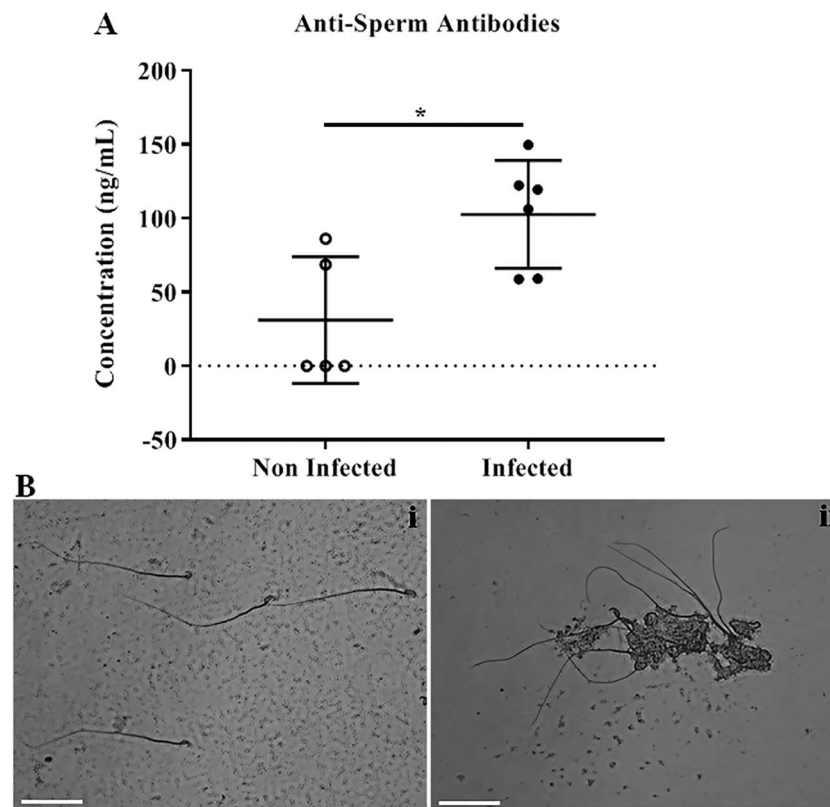 A
Anti-Sperm Antibodies
Concentration (ng/mL)
200
150
100
50
0
-50
*
Non Infected
Infected
B
i
ii